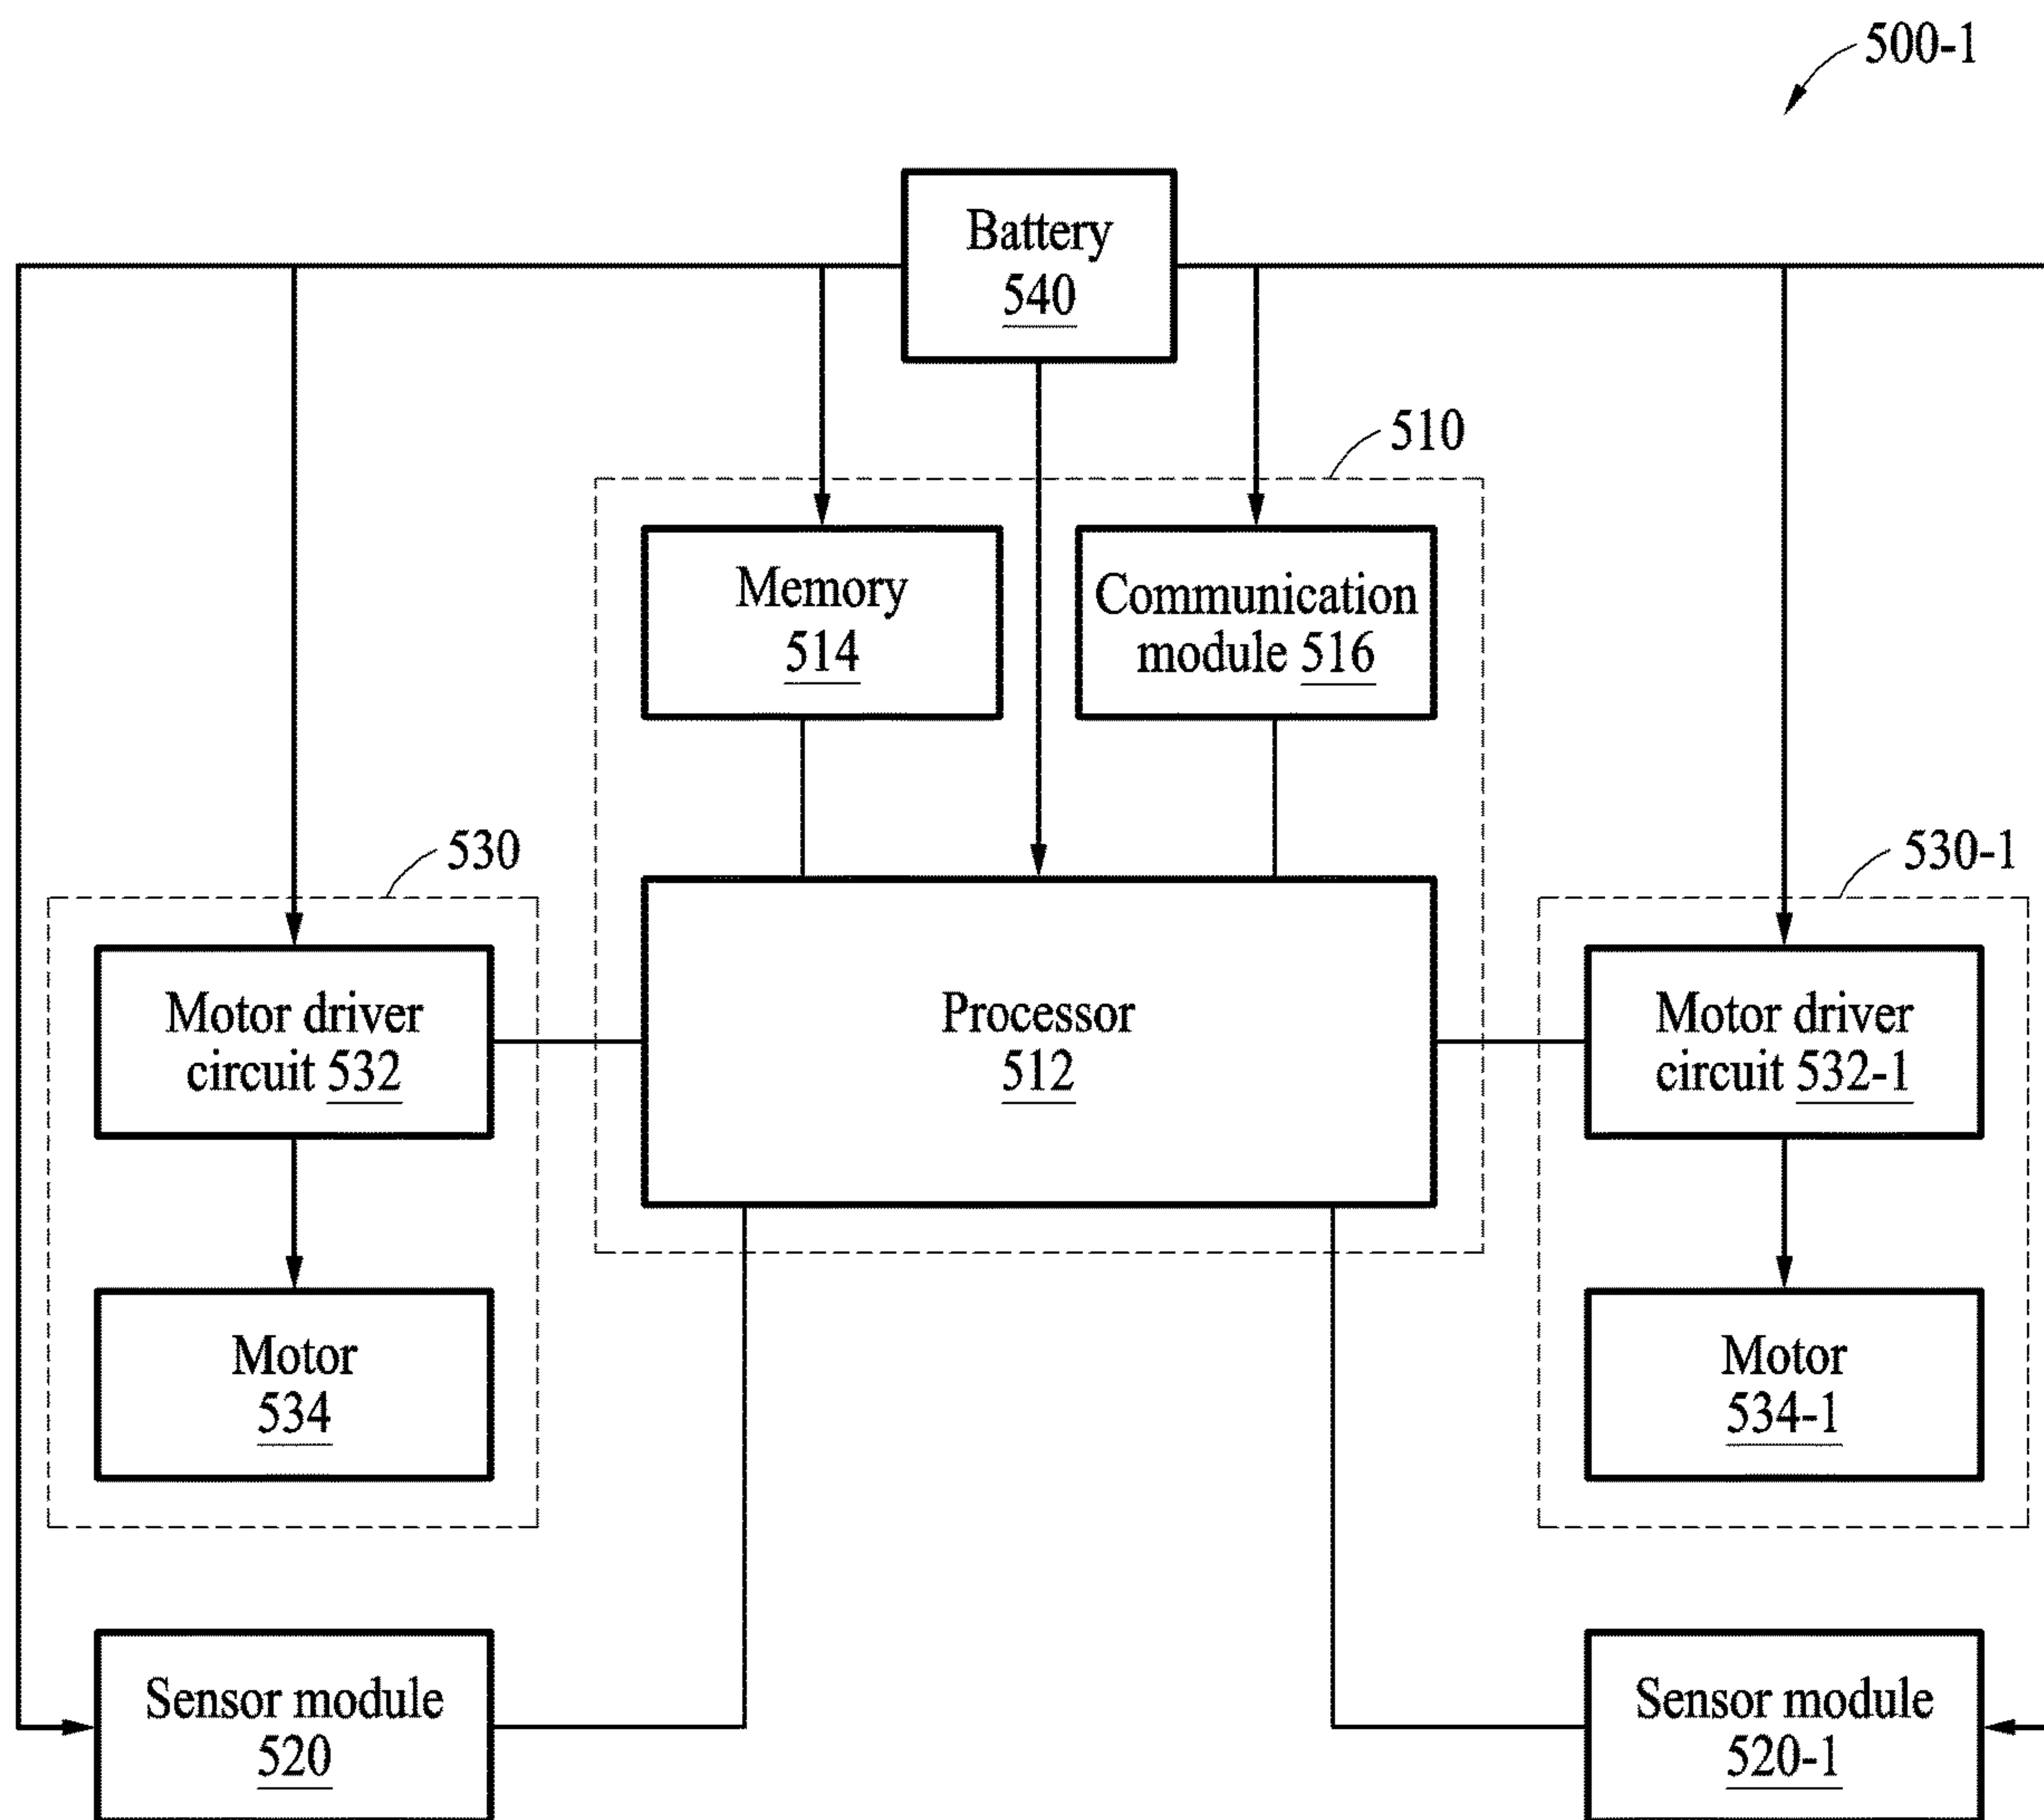 500-1
Battery
540
510
Memory
514
Communication
module 516
530
530-1
Motor driver
circuit 532
Processor
512
Motor driver
circuit 532-1
Motor
534
Motor
534-1
Sensor module
520
Sensor module
520-1